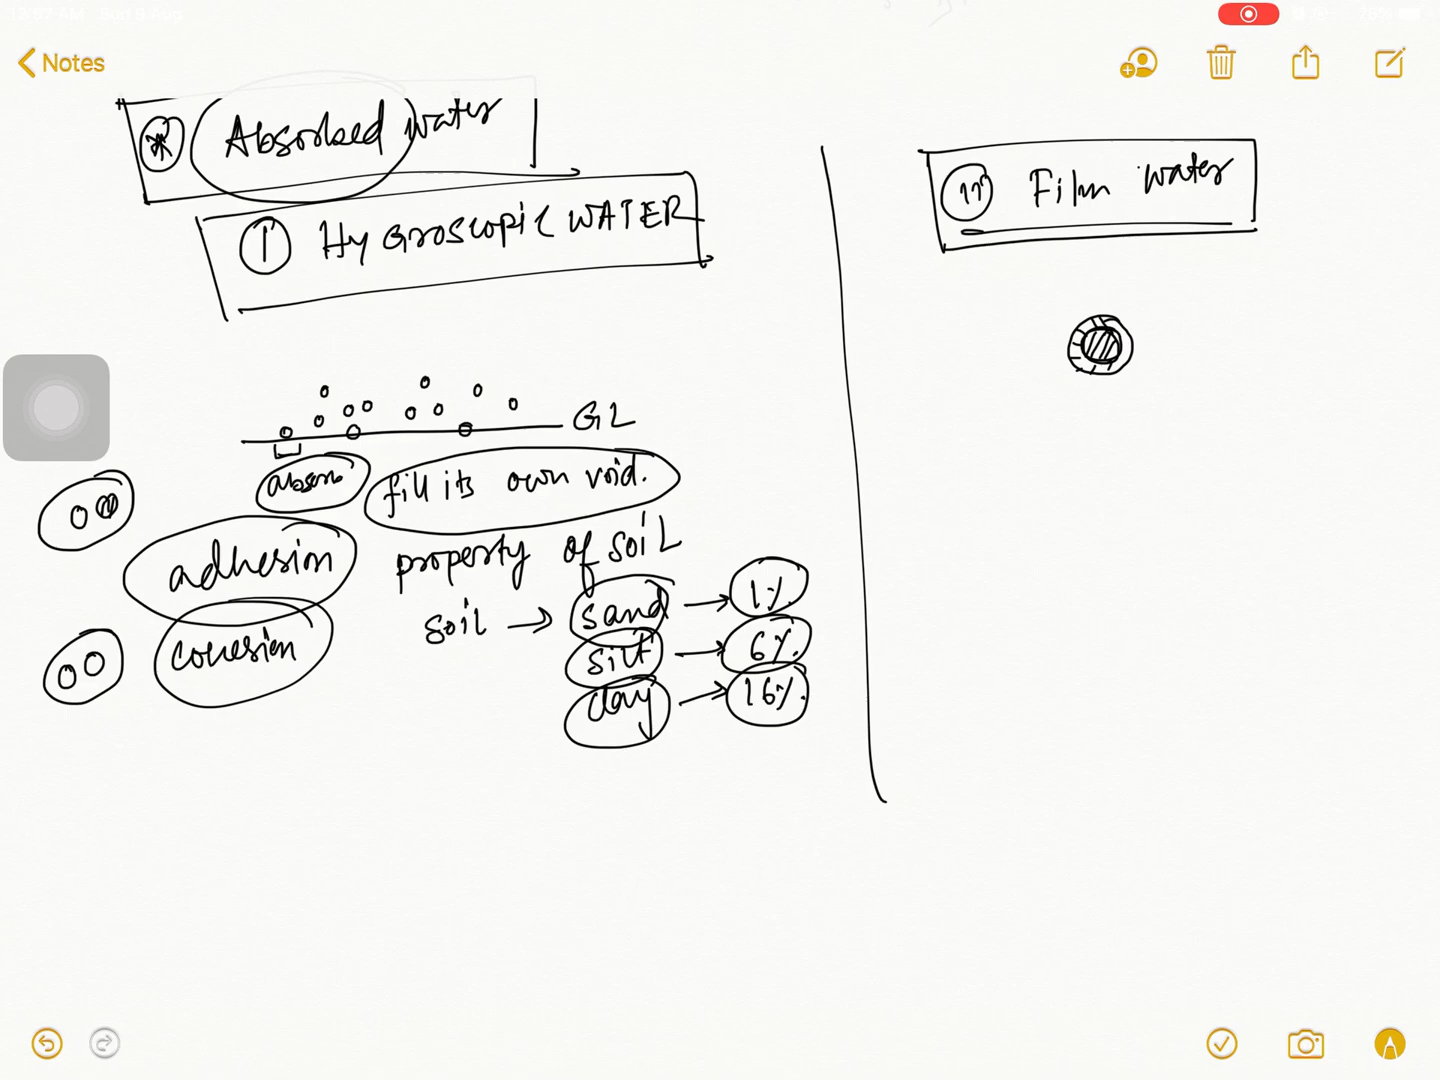 Notes
Absorbed water
1 HYGROSCOPIC WATER
GL
absorb fill its own void.
adhesion property of soil
soil → sand → 1%
cohesion silt → 6%.
clay → 16%.
Film water